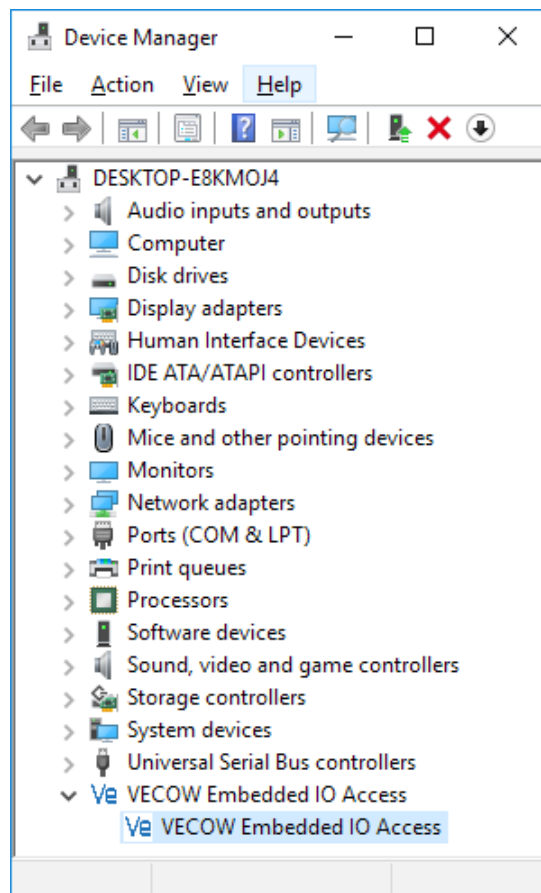 Device Manager
File Action View Help
DESKTOP-E8KMOJ4
Audio inputs and outputs
Computer
Disk drives
Display adapters
Human Interface Devices
IDE ATA/ATAPI controllers
Keyboards
Mice and other pointing devices
Monitors
Network adapters
Ports (COM & LPT)
Print queues
Processors
Software devices
Sound, video and game controllers
Storage controllers
System devices
Universal Serial Bus controllers
Ve VECOW Embedded IO Access
Ve VECOW Embedded IO Access